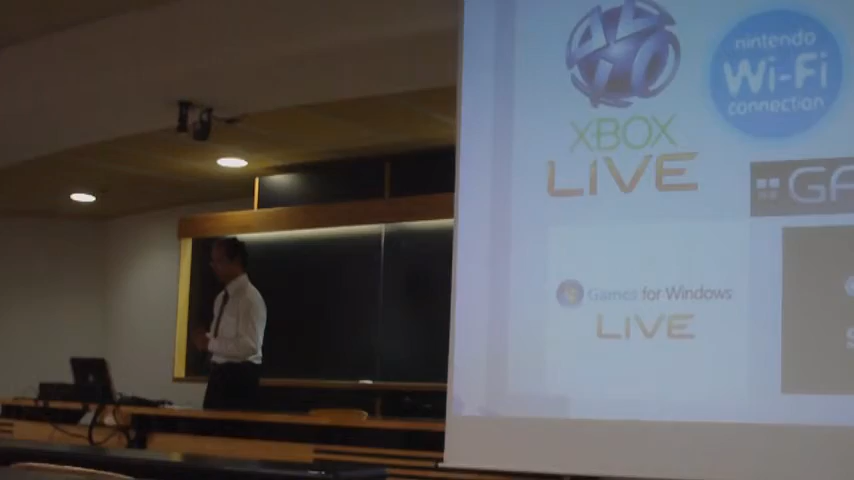 nintendo
Wi-Fi
connection
XBOX
LIVE
Games for Windows
LIVE